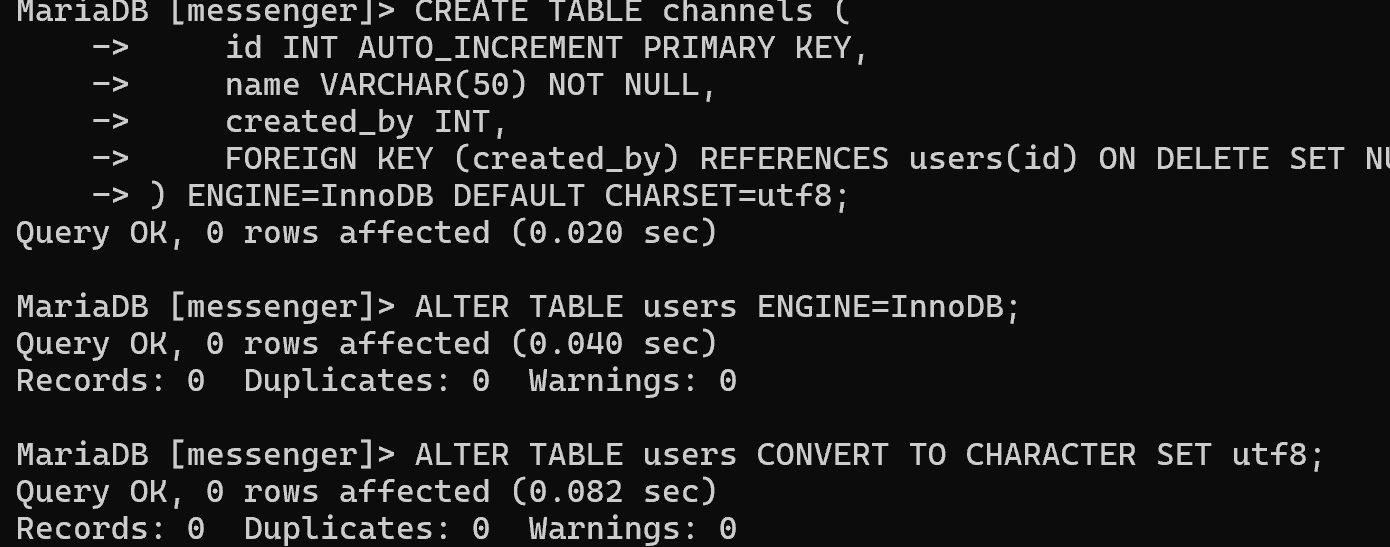 MariaDB [messenger]> CREATE TABLE channels (
    ->     id INT AUTO_INCREMENT PRIMARY KEY,
    ->     name VARCHAR(50) NOT NULL,
    ->     created_by INT,
    ->     FOREIGN KEY (created_by) REFERENCES users(id) ON DELETE SET NU
    -> ) ENGINE=InnoDB DEFAULT CHARSET=utf8;
Query OK, 0 rows affected (0.020 sec)
MariaDB [messenger]> ALTER TABLE users ENGINE=InnoDB;
Query OK, 0 rows affected (0.040 sec)
Records: 0  Duplicates: 0  Warnings: 0
MariaDB [messenger]> ALTER TABLE users CONVERT TO CHARACTER SET utf8;
Query OK, 0 rows affected (0.082 sec)
Records: 0  Duplicates: 0  Warnings: 0